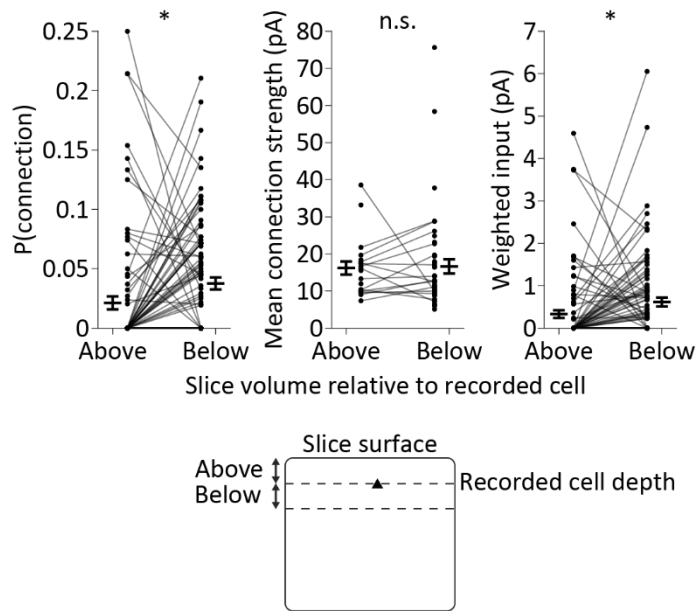 *
n.s.
*
P(connection)
0.25
0.2
0.15
0.1
0.05
0
Above
Below
Mean connection strength (pA)
80
70
60
50
40
30
20
10
0
Above
Below
Weighted input (pA)
7
6
5
4
3
2
1
0
Above
Below
Slice volume relative to recorded cell
Slice surface
Above
Below
Recorded cell depth